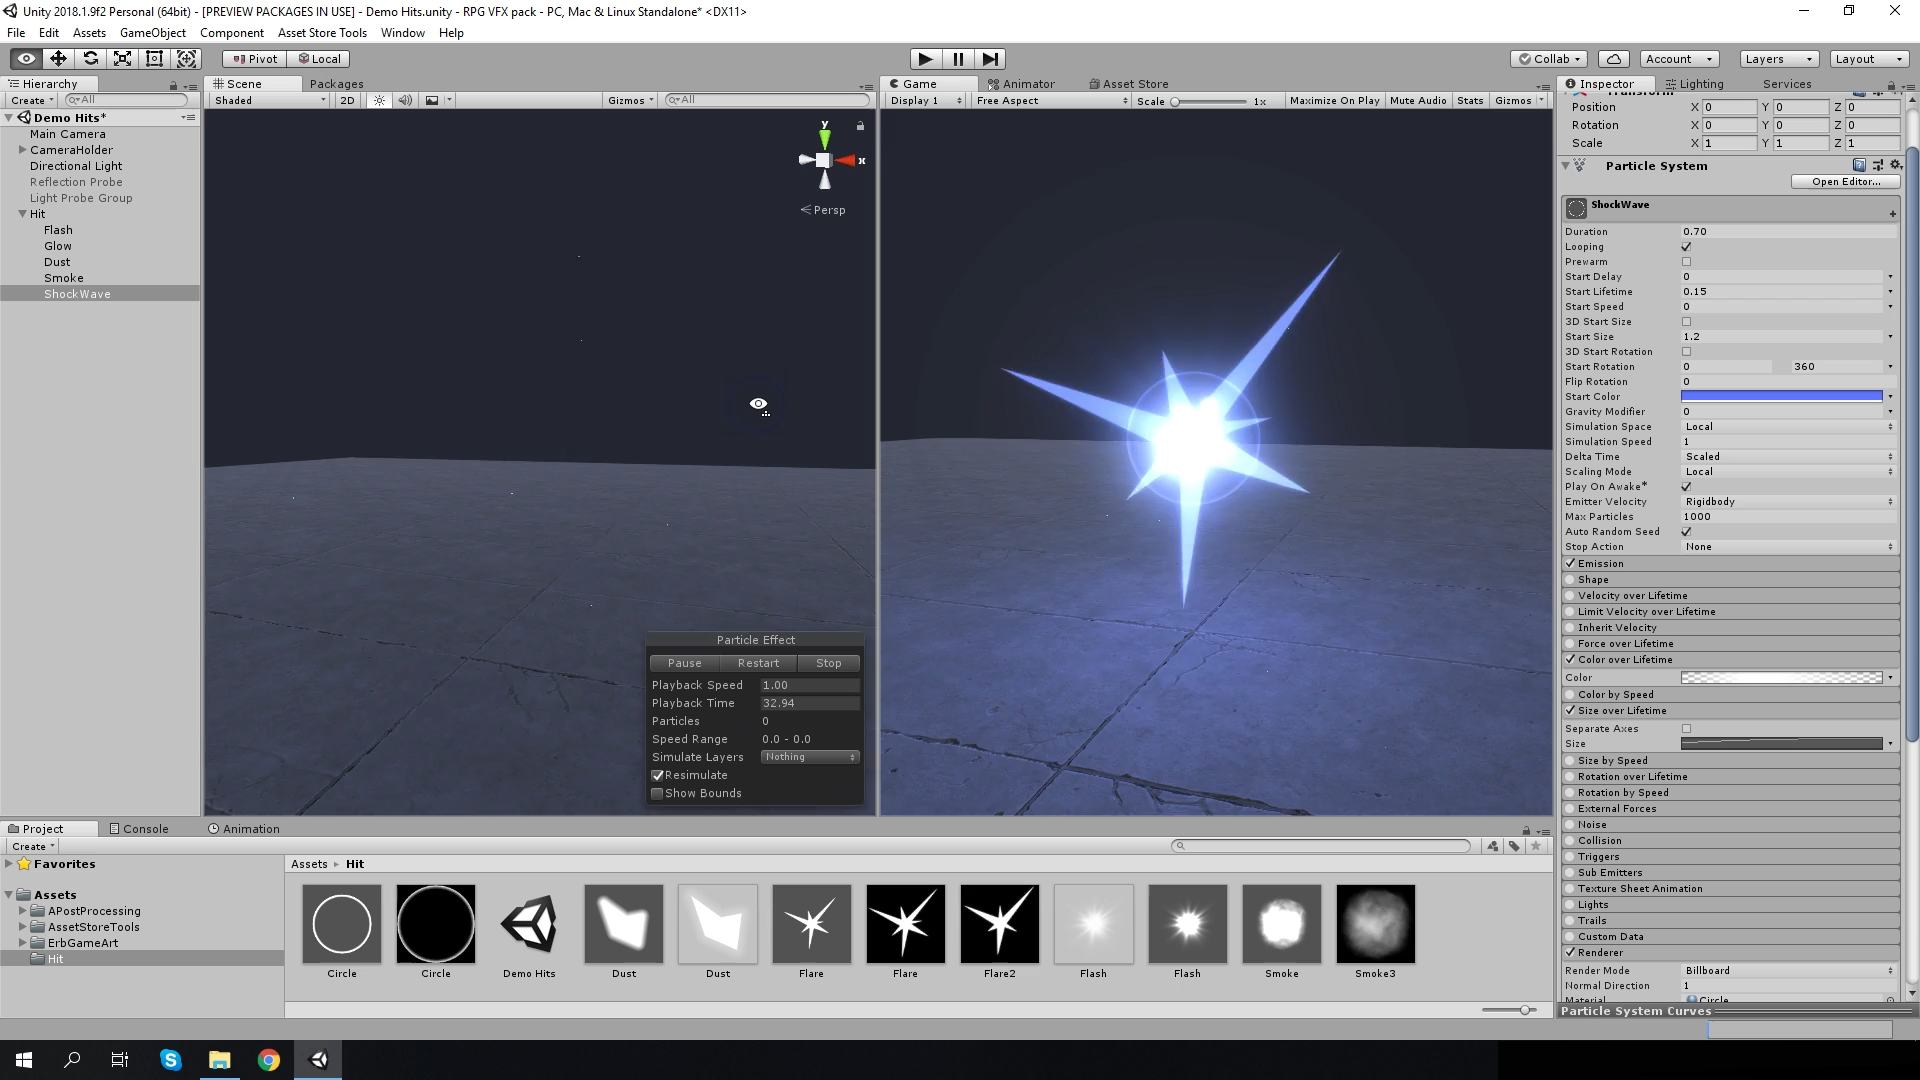 Unity 2018.1.9f2 Personal (64bit) - [PREVIEW PACKAGES IN USE] - Demo Hits.unity - RPG VFX pack - PC, Mac & Linux Standalone* <DX11>
File Edit Assets GameObject Component Asset Store Tools Window Help
Pivot Local Collab Account Layers Layout
Hierarchy
Create All
Demo Hits*
Main Camera
CameraHolder
Directional Light
Reflection Probe
Light Probe Group
Hit
Flash
Glow
Dust
Smoke
ShockWave
Scene Packages
Shaded 2D Gizmos All
y
x
Persp
Particle Effect
Pause Restart Stop
Playback Speed 1.00
Playback Time 32.94
Particles 0
Speed Range 0.0 - 0.0
Simulate Layers Nothing
Resimulate
Show Bounds
Game Animator Asset Store
Display 1 Free Aspect Scale 1x Maximize On Play Mute Audio Stats Gizmos
Inspector Lighting Services
Transform
Position X 0 Y 0 Z 0
Rotation X 0 Y 0 Z 0
Scale X 1 Y 1 Z 1
Particle System
Open Editor...
ShockWave
Duration 0.70
Looping
Prewarm
Start Delay 0
Start Lifetime 0.15
Start Speed 0
3D Start Size
Start Size 1.2
3D Start Rotation
Start Rotation 0 360
Flip Rotation 0
Start Color
Gravity Modifier 0
Simulation Space Local
Simulation Speed 1
Delta Time Scaled
Scaling Mode Local
Play On Awake*
Emitter Velocity Rigidbody
Max Particles 1000
Auto Random Seed
Stop Action None
Emission
Shape
Velocity over Lifetime
Limit Velocity over Lifetime
Inherit Velocity
Force over Lifetime
Color over Lifetime
Color
Color by Speed
Size over Lifetime
Separate Axes
Size
Size by Speed
Rotation over Lifetime
Rotation by Speed
External Forces
Noise
Collision
Triggers
Sub Emitters
Texture Sheet Animation
Lights
Trails
Custom Data
Renderer
Render Mode Billboard
Normal Direction 1
Material Circle
Particle System Curves
Project Console Animation
Create
Favorites
Assets
APostProcessing
AssetStoreTools
ErbGameArt
Hit
Assets Hit
Circle Circle Demo Hits Dust Dust Flare Flare Flare2 Flash Flash Smoke Smoke3